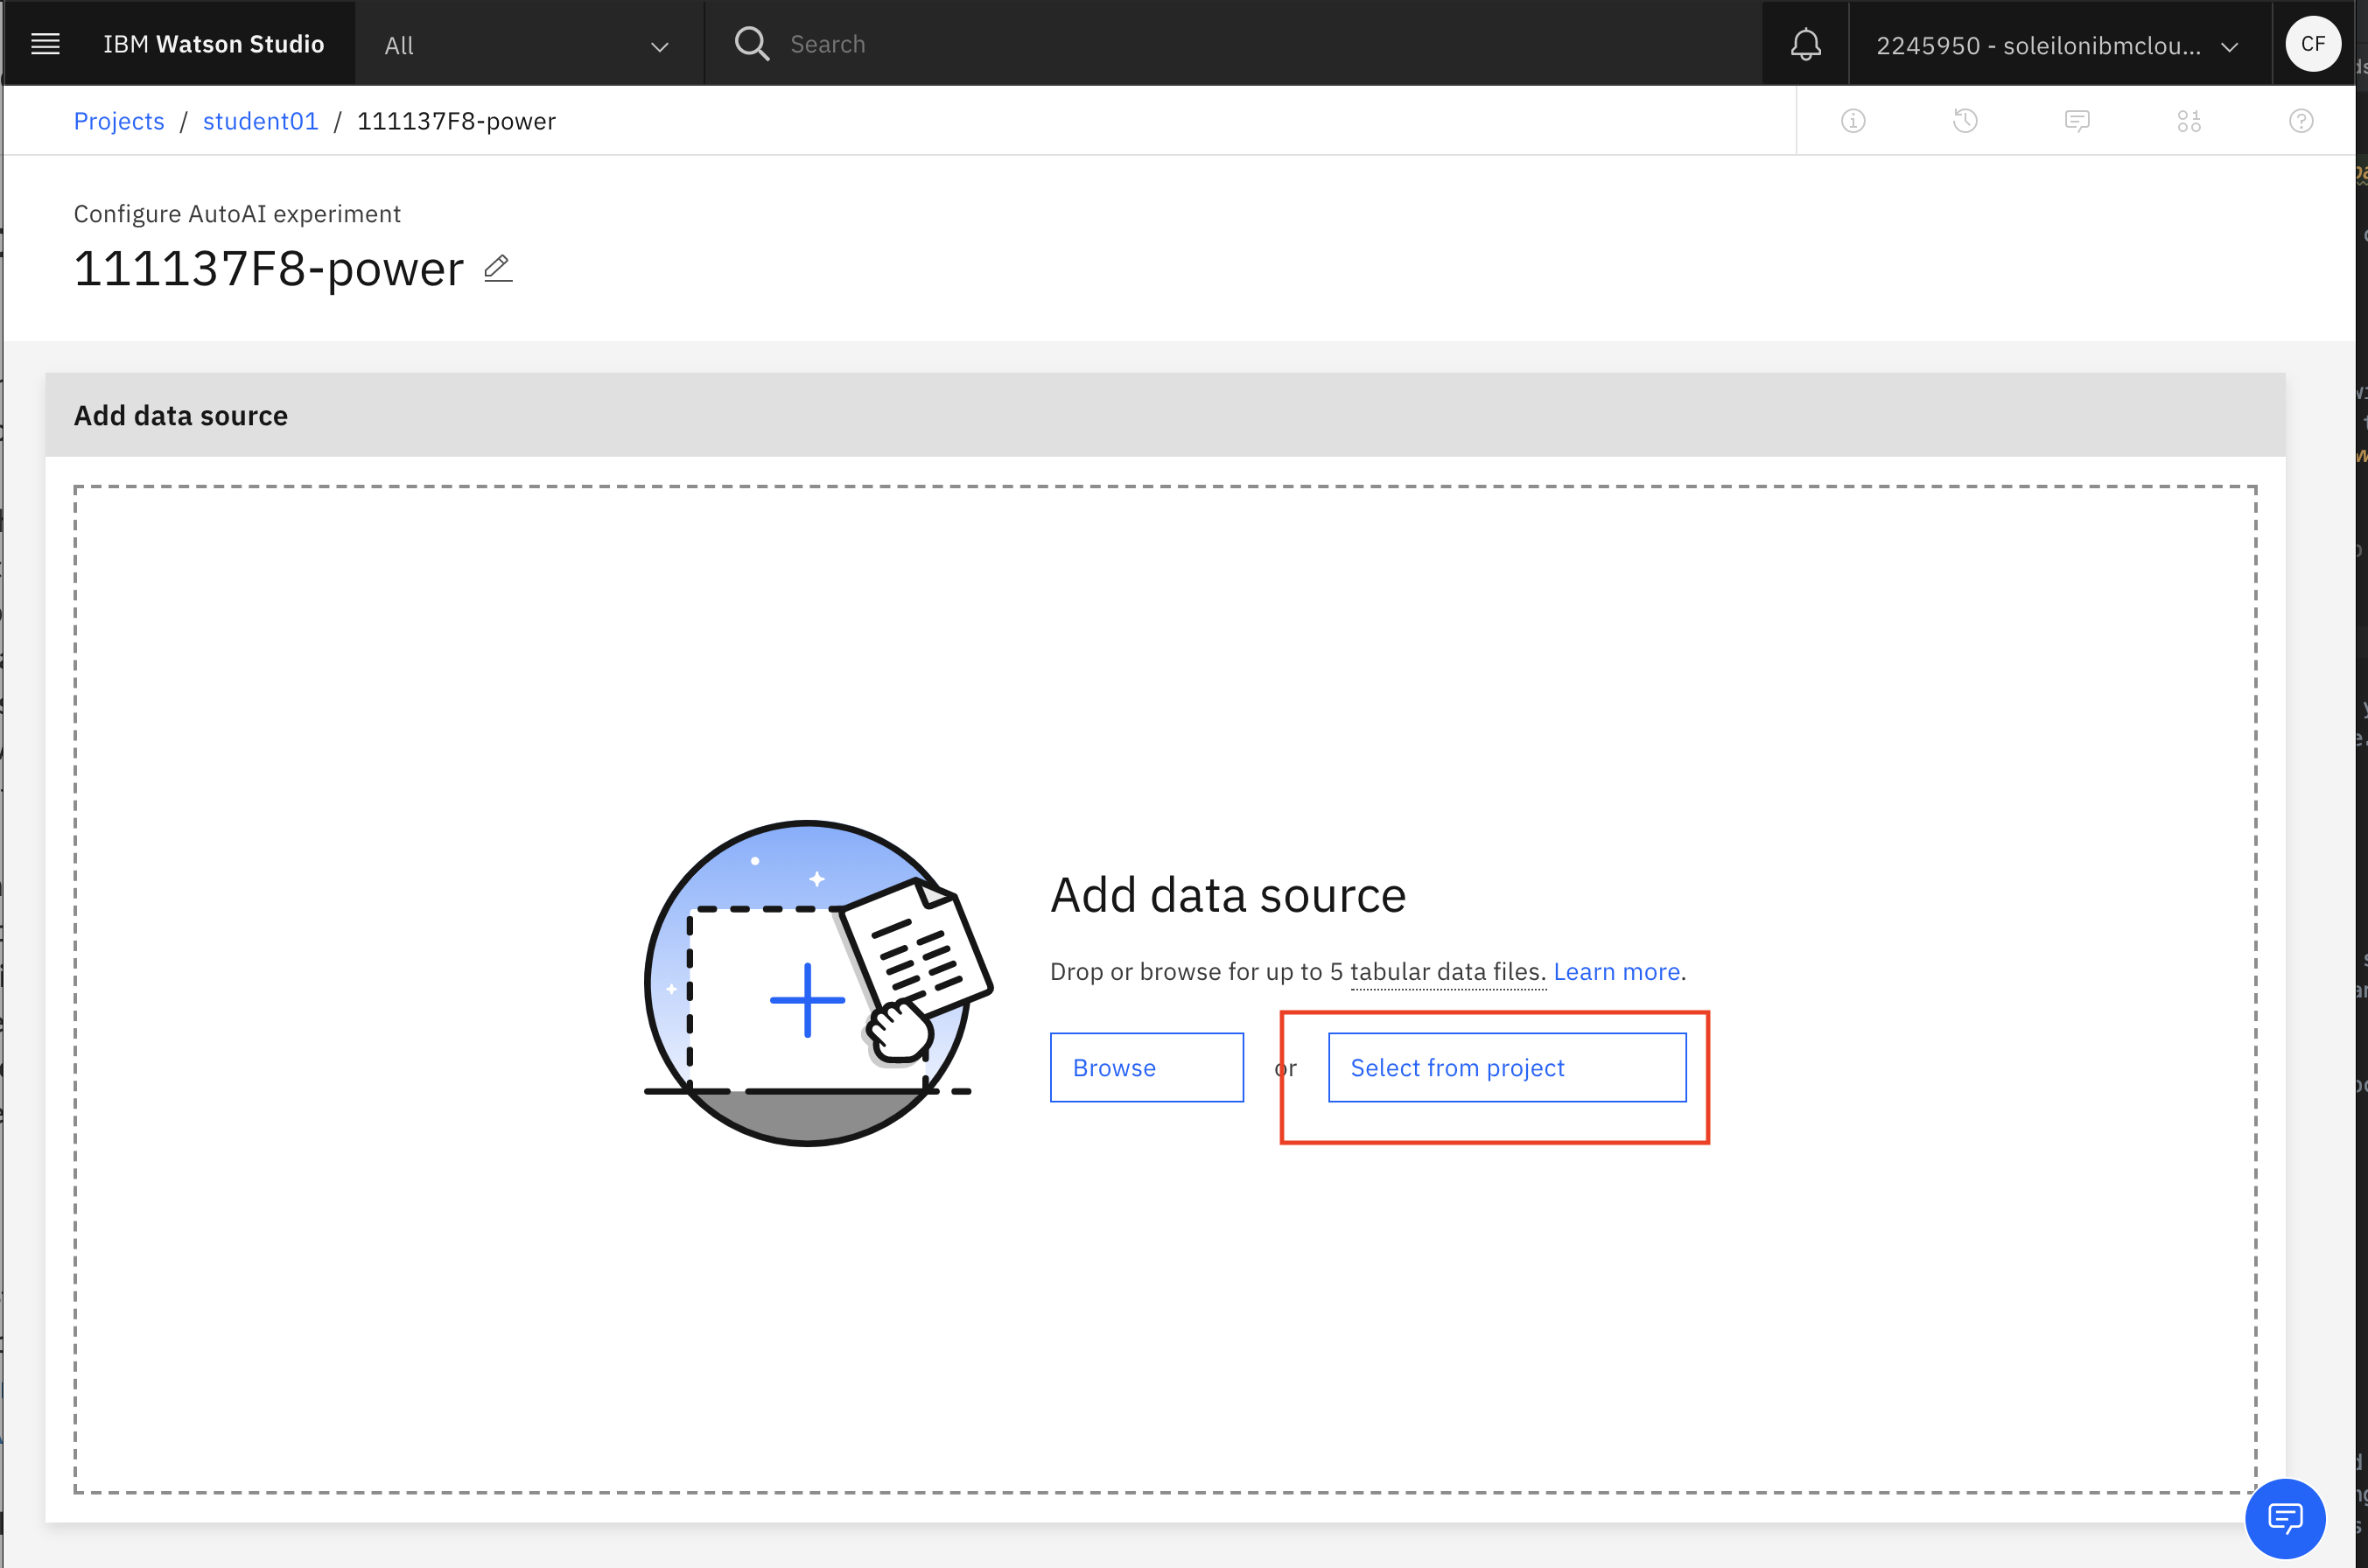 IBM Watson Studio
All
Search
2245950 - soleilonibmclou...
CF
Projects / student01 / 111137F8-power
Configure AutoAI experiment
111137F8-power
Add data source
Add data source
Drop or browse for up to 5 tabular data files. Learn more.
Browse
or
Select from project